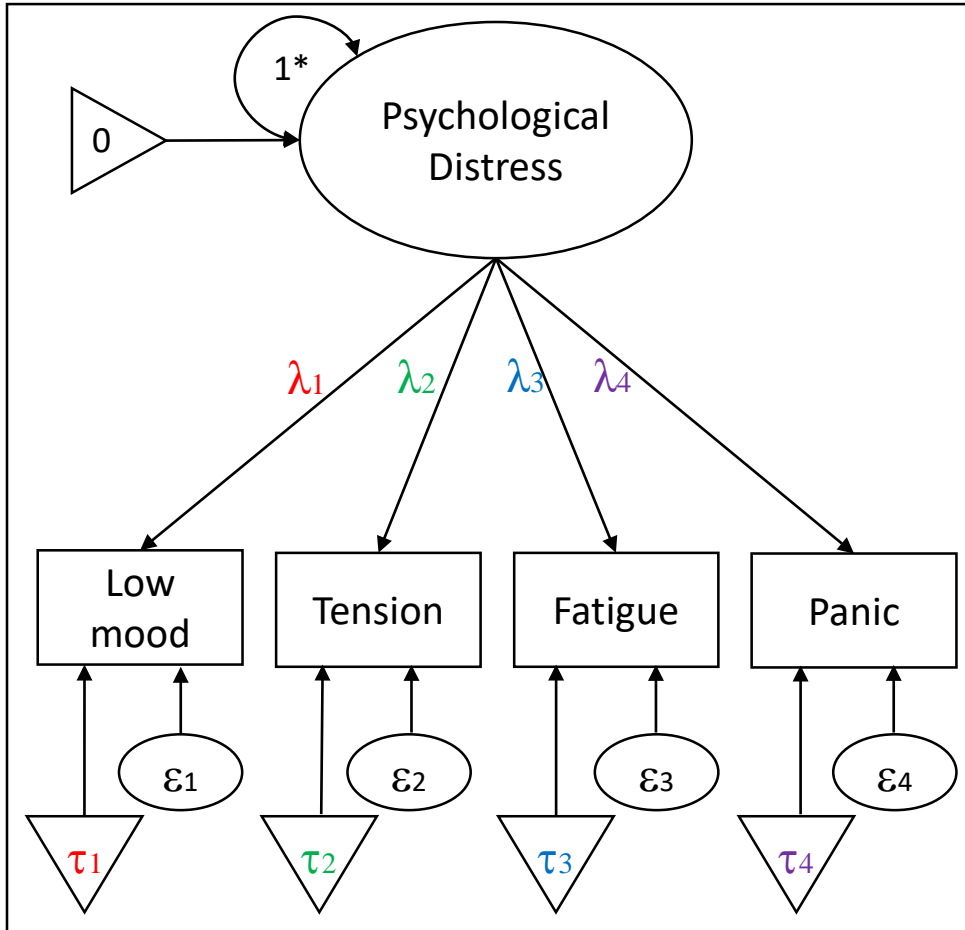 1*
0
Psychological
Distress
λ1
λ2
λ3
λ4
Low
mood
Tension
Fatigue
Panic
ε1
ε2
ε3
ε4
τ1
τ2
τ3
τ4